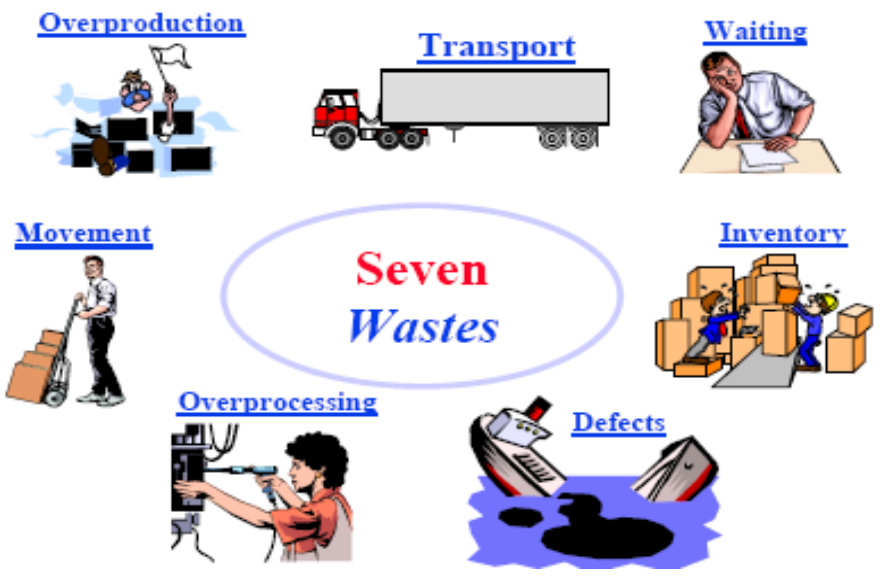 Overproduction
Transport
Waiting
Movement
Seven
Wastes
Inventory
Overprocessing
Defects